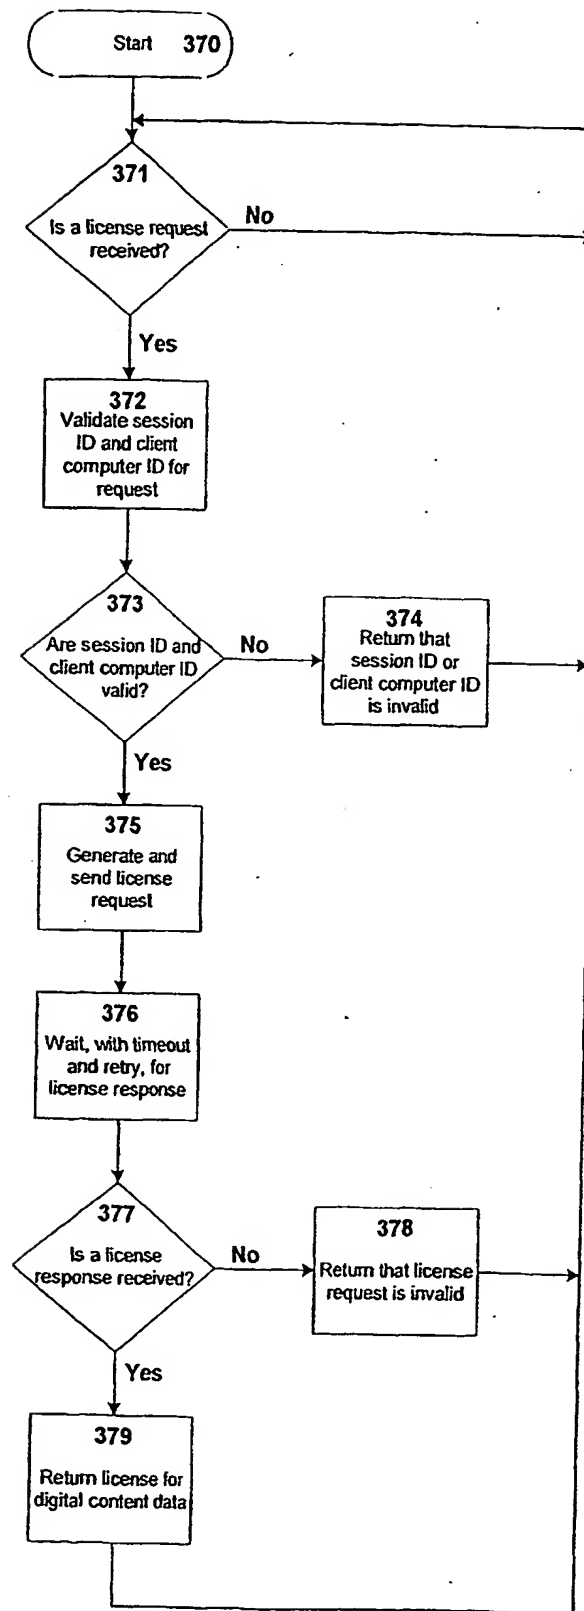 Start 370
371
Is a license request
received?
No
Yes
372
Validate session
ID and client
computer ID for
request
373
Are session ID and
client computer ID
valid?
No
374
Return that
session ID or
client computer ID
is invalid
Yes
375
Generate and
send license
request
376
Wait, with timeout
and retry, for
license response
377
Is a license
response received?
No
378
Return that license
request is invalid
Yes
379
Return license for
digital content data